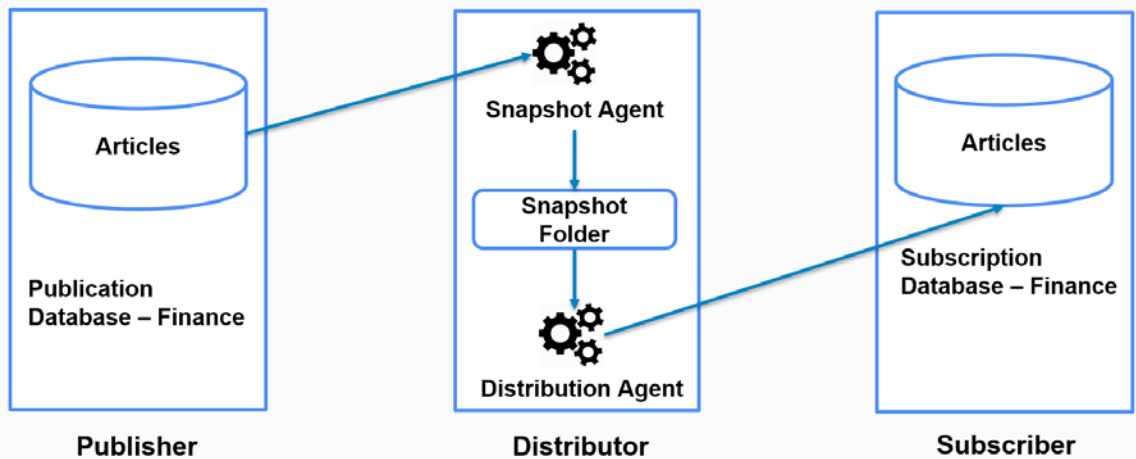 Articles
Publication
Database – Finance
Publisher
Snapshot Agent
Snapshot
Folder
Distribution Agent
Distributor
Articles
Subscription
Database – Finance
Subscriber